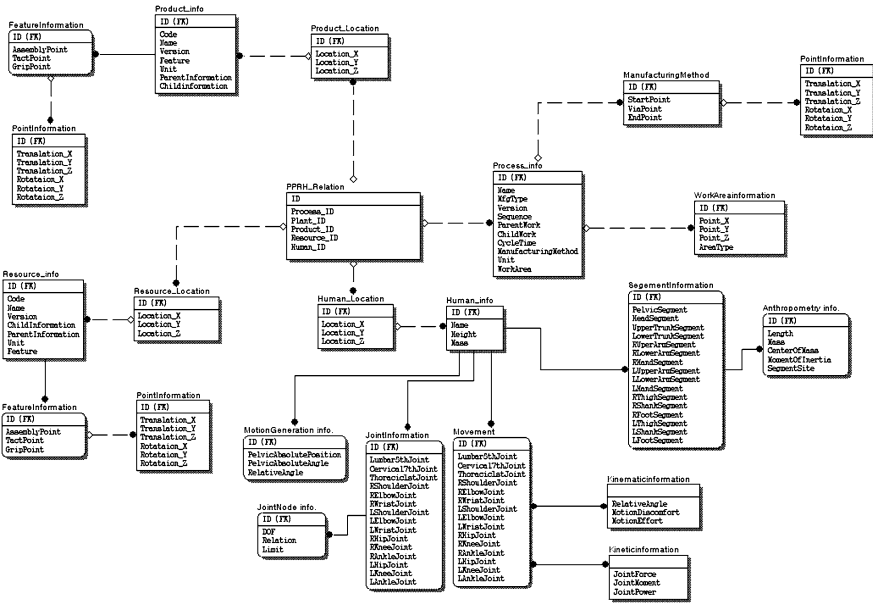 FeatureInformation
ID (FK)
AssemblyPoint
TactPoint
GripPoint
Product_info
ID (FK)
Code
Name
Version
Feature
Unit
ParentInformation
Childinformation
Product_Location
ID (FK)
Location_X
Location_Y
Location_Z
ManufacturingMethod
ID (FK)
StartPoint
ViaPoint
EndPoint
PointInformation
ID (FK)
Translation_X
Translation_Y
Translation_Z
Rotataion_X
Rotataion_Y
Rotataion_Z
PointInformation
ID (FK)
Translation_X
Translation_Y
Translation_Z
Rotataion_X
Rotataion_Y
Rotataion_Z
PPRH_Relation
ID
Process_ID
Plant_ID
Product_ID
Resource_ID
Human_ID
Process_info
ID (FK)
Name
MfgType
Version
Sequence
ParentWork
ChildWork
CycleTime
ManufacturingMethod
Unit
WorkArea
WorkAreainformation
ID (FK)
Point_X
Point_Y
Point_Z
AreaType
Resource_info
ID (FK)
Code
Name
Version
ChildInformation
ParentInformation
Unit
Feature
Resource_Location
ID (FK)
Location_X
Location_Y
Location_Z
Human_Location
ID (FK)
Location_X
Location_Y
Location_Z
Human_info
ID (FK)
Name
Height
Mass
SegementInformation
ID (FK)
PelvicSegment
HeadSegment
UpperTrunkSegment
LowerTrunkSegment
RUperArmSegment
RLowerArmSegment
RHandSegment
LUpperArmSegment
LLowerArmSegment
LHandSegment
RThighSegment
RShankSegment
RFootSegment
LThighSegment
LShankSegment
LFootSegment
Anthropometry info.
ID (FK)
Length
Mass
CenterOfMass
MomentOfInertia
SegmentSite
FeatureInformation
ID (FK)
AssemblyPoint
TactPoint
GripPoint
PointInformation
ID (FK)
Translation_X
Translation_Y
Translation_Z
Rotataion_X
Rotataion_Y
Rotataion_Z
MotionGeneration info.
ID (FK)
PelvicAbsolutePosition
PelvicAbsoluteAngle
RelativeAngle
JointInformation
ID (FK)
Lumbar5thJoint
Cervical7thJoint
Thoracic1stJoint
RShoulderJoint
RElbowJoint
RWristJoint
LShoulderJoint
LElbowJoint
LWristJoint
RHipJoint
RKneeJoint
RAnkleJoint
LHipJoint
LKneeJoint
LAnkleJoint
Movement
ID (FK)
Lumbar5thJoint
Cervical7thJoint
Thoracic1stJoint
RShoulderJoint
RElbowJoint
RWristJoint
LShoulderJoint
LElbowJoint
LWristJoint
RHipJoint
RKneeJoint
RAnkleJoint
LHipJoint
LKneeJoint
LAnkleJoint
JointNode info.
ID (FK)
DOF
Relation
Limit
Kinematicinformation
RelativeAngle
MotionDiscomfort
MotionEffort
Kineticinformation
JointForce
JointMoment
JointPower